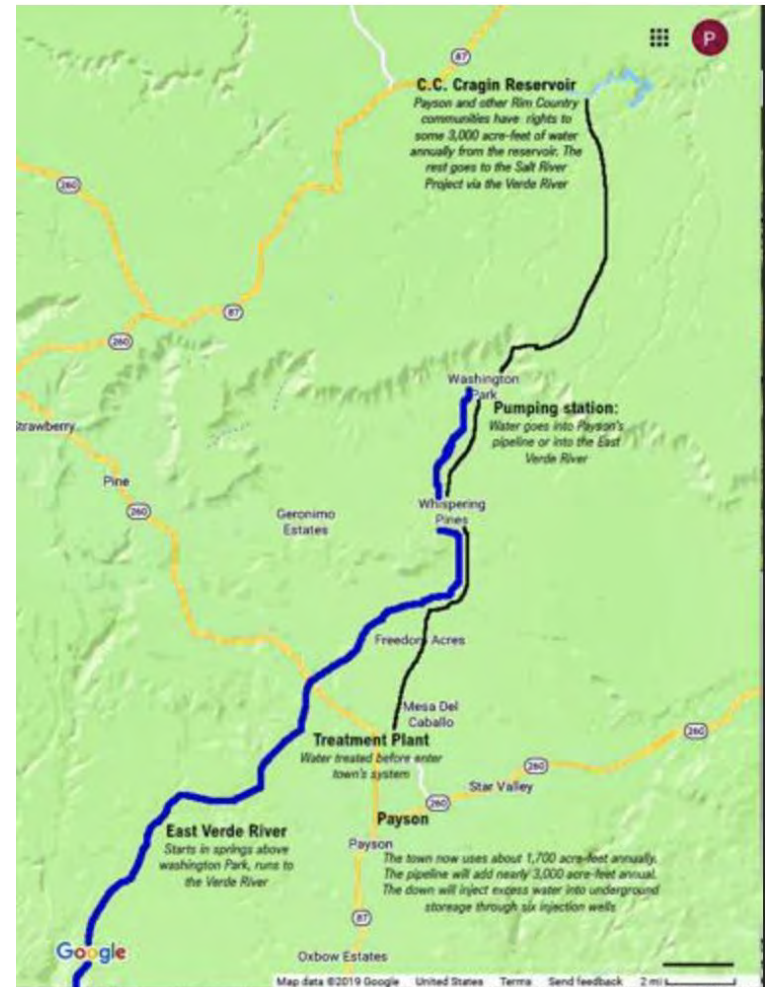 P
87
C.C. Cragin Reservoir
Payson and other Rim Country
communities have rights to
some 3,000 acre-feet of water
annually from the reservoir. The
rest goes to the Salt River
Project via the Verde River
260
87
260
Washington
Park
Pumping station:
Water goes into Payson's
pipeline or into the East
Verde River
Strawberry
Pine
260
Whispering
Pines
Geronimo
Estates
Freedom Acres
Mesa Del
Caballo
Treatment Plant
Water treated before enter
town's system
260
260
Star Valley
260
Payson
East Verde River
Starts in springs above
washington Park, runs to
the Verde River
Payson
The town now uses about 1,700 acre-feet annually.
The pipeline will add nearly 3,000 acre-feet annual.
The down will inject excess water into underground
storeage through six injection wells
87
Google
Oxbow Estates
Map data ©2019 Google United States Terms Send feedback 2 mi